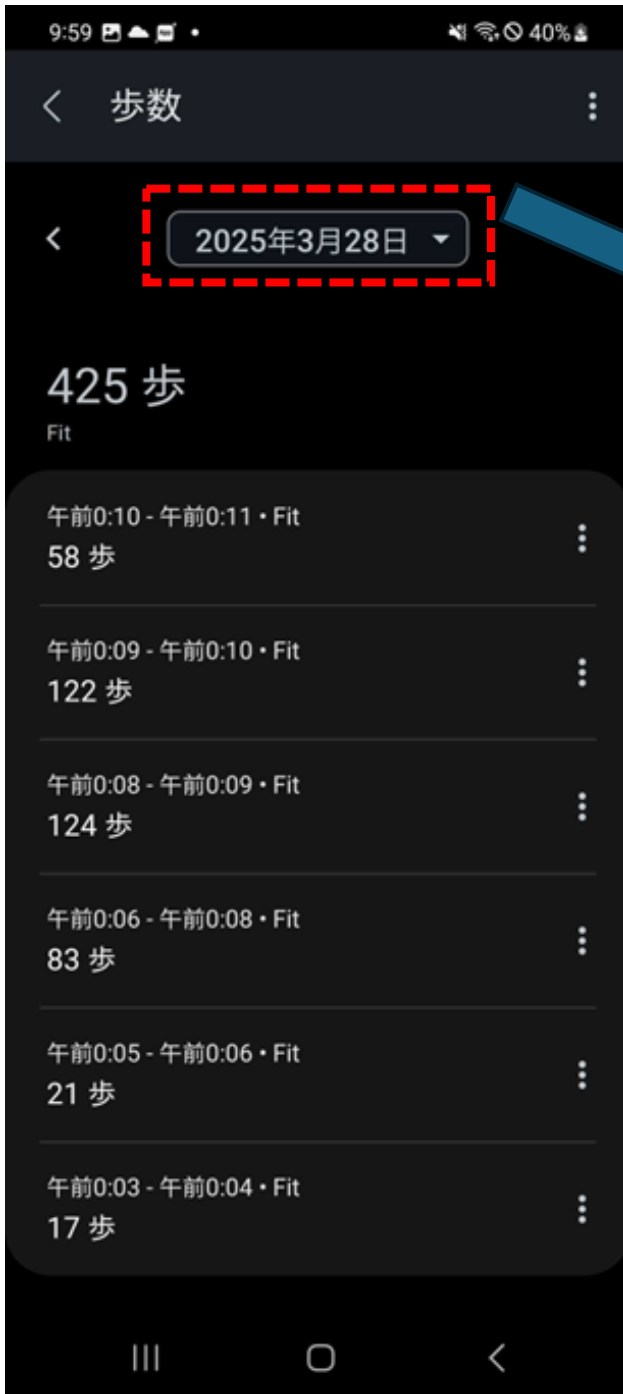 9:59
40%
歩数
2025年3月28日
425 歩
Fit
午前0:10 - 午前0:11 • Fit
58 歩
午前0:09 - 午前0:10 • Fit
122 歩
午前0:08 - 午前0:09 • Fit
124 歩
午前0:06 - 午前0:08 • Fit
83 歩
午前0:05 - 午前0:06 • Fit
21 歩
午前0:03 - 午前0:04 • Fit
17 歩